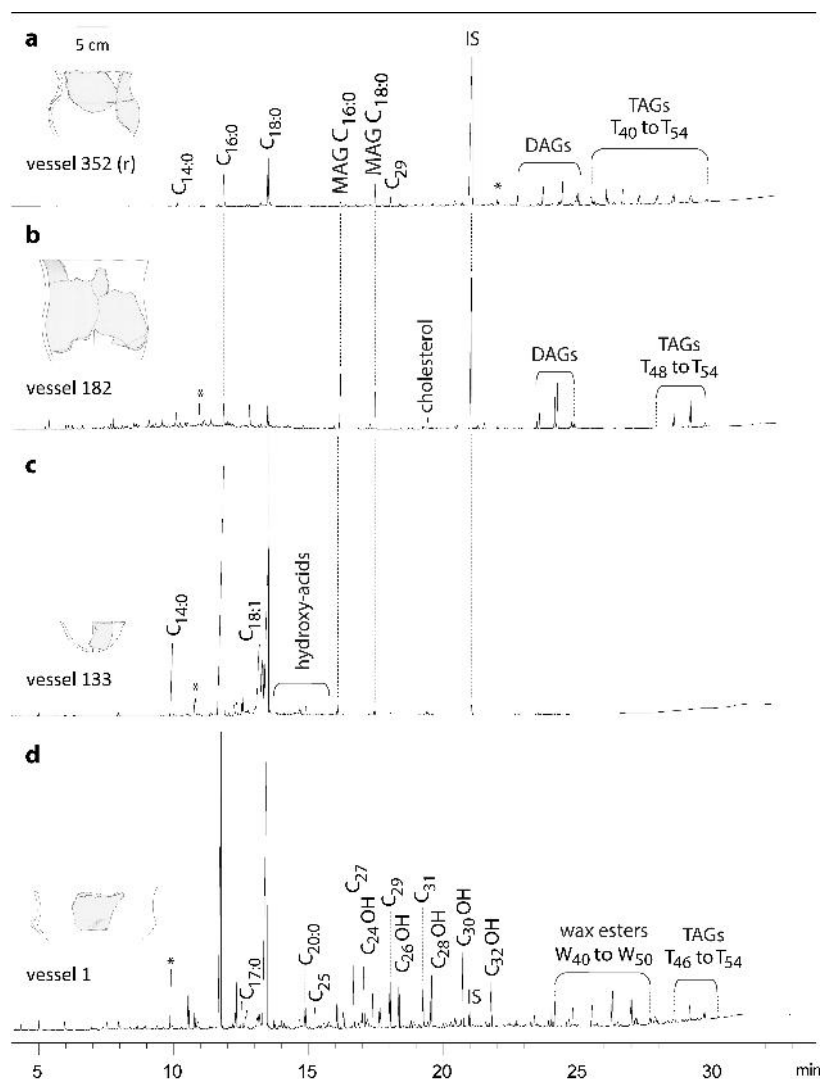 a
5 cm
vessel 352 (r)
C14:0
C16:0
C18:0
MAG C16:0
MAG C18:0
C29
IS
*
DAGs
TAGs
T40 to T54
b
vessel 182
*
cholesterol
DAGs
TAGs
T48 to T54
c
vessel 133
C14:0
*
C18:1
hydroxy-acids
d
vessel 1
*
C17:0
C20:0
C25
C27
C24 OH
C29
C26 OH
C31
C28 OH
C30 OH
IS
C32 OH
wax esters
W40 to W50
TAGs
T46 to T54
5 10 15 20 25 30 min